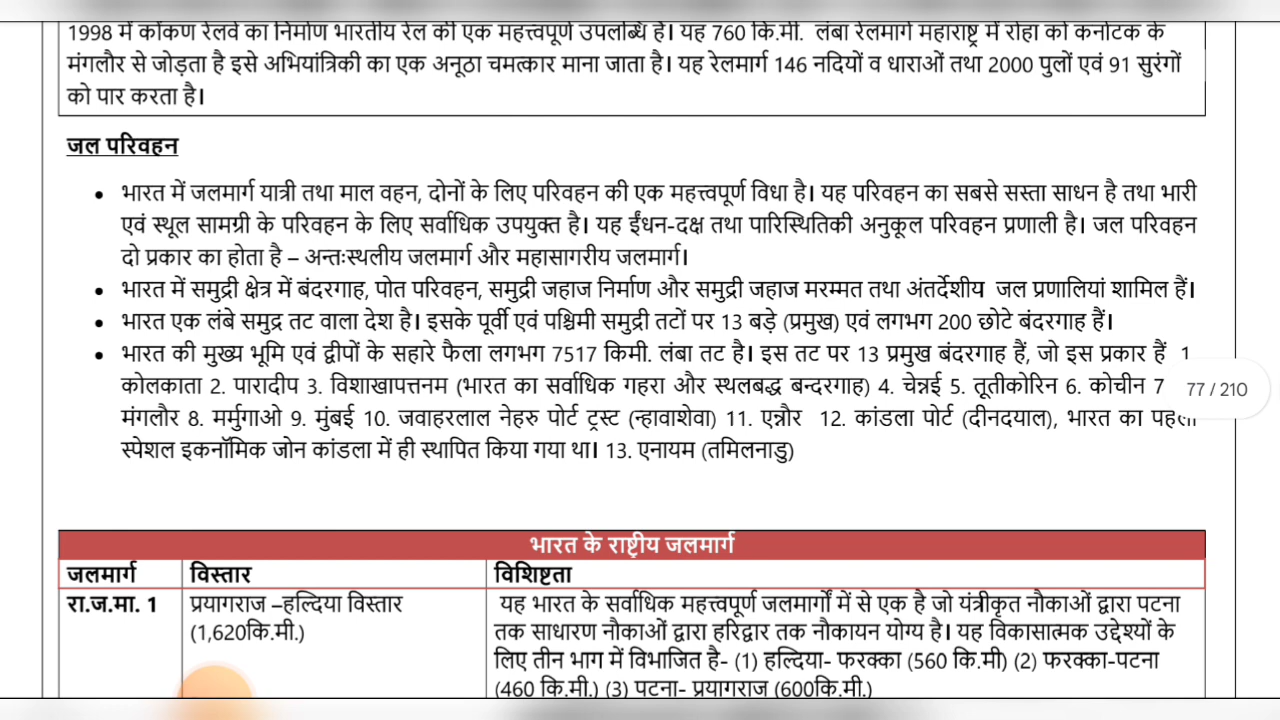 1998 में कोंकण रेलवे का निर्माण भारतीय रेल की एक महत्त्वपूर्ण उपलब्धि है। यह 760 कि.मी. लंबा रेलमार्ग महाराष्ट्र में रोहा को कर्नाटक के
मंगलौर से जोड़ता है इसे अभियांत्रिकी का एक अनूठा चमत्कार माना जाता है। यह रेलमार्ग 146 नदियों व धाराओं तथा 2000 पुलों एवं 91 सुरंगों
को पार करता है।
जल परिवहन
• भारत में जलमार्ग यात्री तथा माल वहन, दोनों के लिए परिवहन की एक महत्त्वपूर्ण विधा है। यह परिवहन का सबसे सस्ता साधन है तथा भारी
एवं स्थूल सामग्री के परिवहन के लिए सर्वाधिक उपयुक्त है। यह ईंधन-दक्ष तथा पारिस्थितिकी अनुकूल परिवहन प्रणाली है। जल परिवहन
दो प्रकार का होता है – अन्तःस्थलीय जलमार्ग और महासागरीय जलमार्ग।
• भारत में समुद्री क्षेत्र में बंदरगाह, पोत परिवहन, समुद्री जहाज निर्माण और समुद्री जहाज मरम्मत तथा अंतर्देशीय जल प्रणालियां शामिल हैं।
• भारत एक लंबे समुद्र तट वाला देश है। इसके पूर्वी एवं पश्चिमी समुद्री तटों पर 13 बड़े (प्रमुख) एवं लगभग 200 छोटे बंदरगाह हैं।
• भारत की मुख्य भूमि एवं द्वीपों के सहारे फैला लगभग 7517 किमी. लंबा तट है। इस तट पर 13 प्रमुख बंदरगाह हैं, जो इस प्रकार हैं 1
कोलकाता 2. पारादीप 3. विशाखापत्तनम (भारत का सर्वाधिक गहरा और स्थलबद्ध बन्दरगाह) 4. चेन्नई 5. तूतीकोरिन 6. कोचीन 7
77 / 210
मंगलौर 8. मर्मुगाओ 9. मुंबई 10. जवाहरलाल नेहरु पोर्ट ट्रस्ट (न्हावाशेवा) 11. एन्नौर 12. कांडला पोर्ट (दीनदयाल), भारत का पहला
स्पेशल इकनॉमिक जोन कांडला में ही स्थापित किया गया था। 13. एनायम (तमिलनाडु)
भारत के राष्ट्रीय जलमार्ग
जलमार्ग विस्तार विशिष्टता
रा.ज.मा. 1 प्रयागराज –हल्दिया विस्तार यह भारत के सर्वाधिक महत्त्वपूर्ण जलमार्गों में से एक है जो यंत्रीकृत नौकाओं द्वारा पटना
(1,620कि.मी.) तक साधारण नौकाओं द्वारा हरिद्वार तक नौकायन योग्य है। यह विकासात्मक उद्देश्यों के
लिए तीन भाग में विभाजित है- (1) हल्दिया- फरक्का (560 कि.मी) (2) फरक्का-पटना
(460 कि.मी.) (3) पटना- प्रयागराज (600कि.मी.)